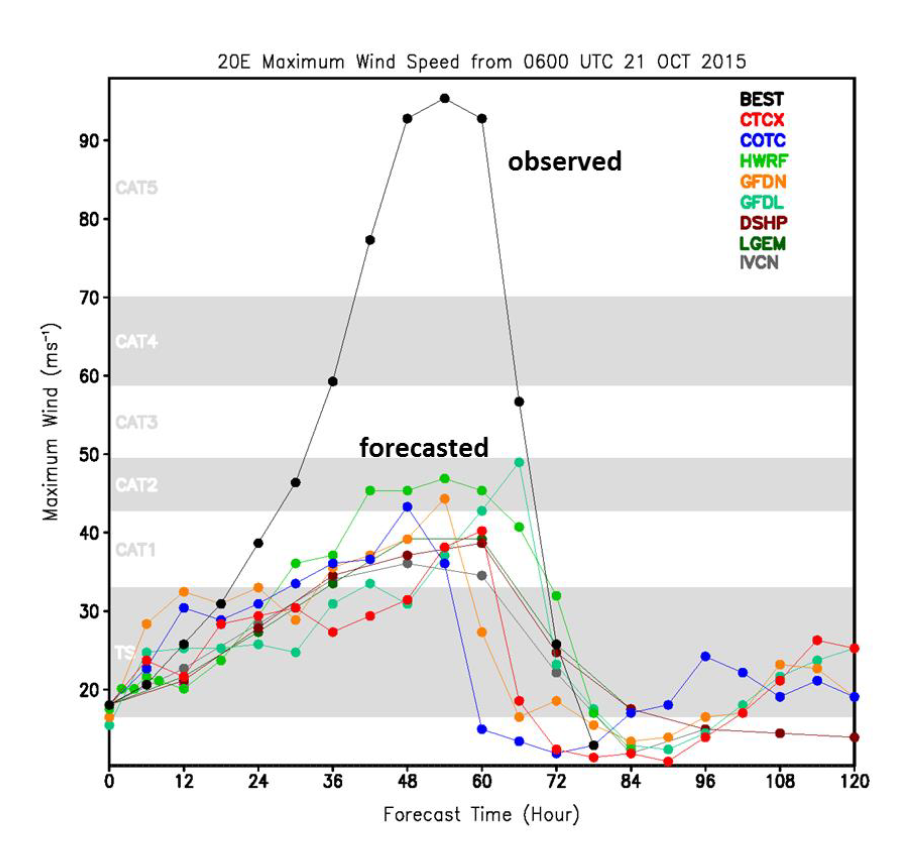 20E Maximum Wind Speed from 0600 UTC 21 OCT 2015
BEST
CTCX
COTC
HWRF
GFDN
GFDL
DSHP
LGEM
IVCN
observed
forecasted
CAT5
CAT4
CAT3
CAT2
CAT1
TS
Maximum Wind (ms⁻¹)
90
80
70
60
50
40
30
20
0 12 24 36 48 60 72 84 96 108 120
Forecast Time (Hour)